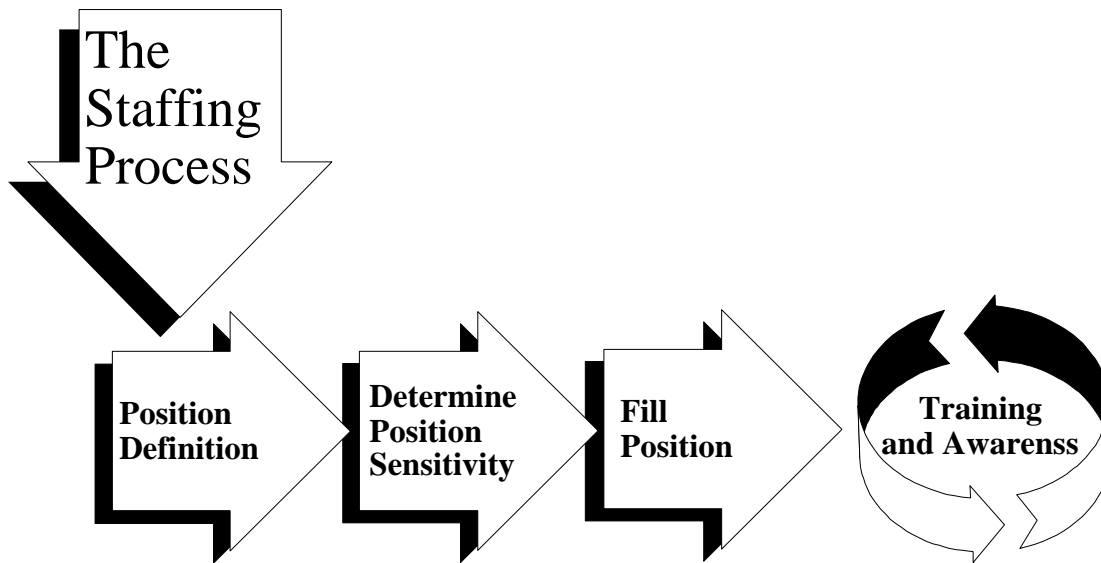 The
Staffing
Process
Position
Definition
Determine
Position
Sensitivity
Fill
Position
Training
and Awarenss